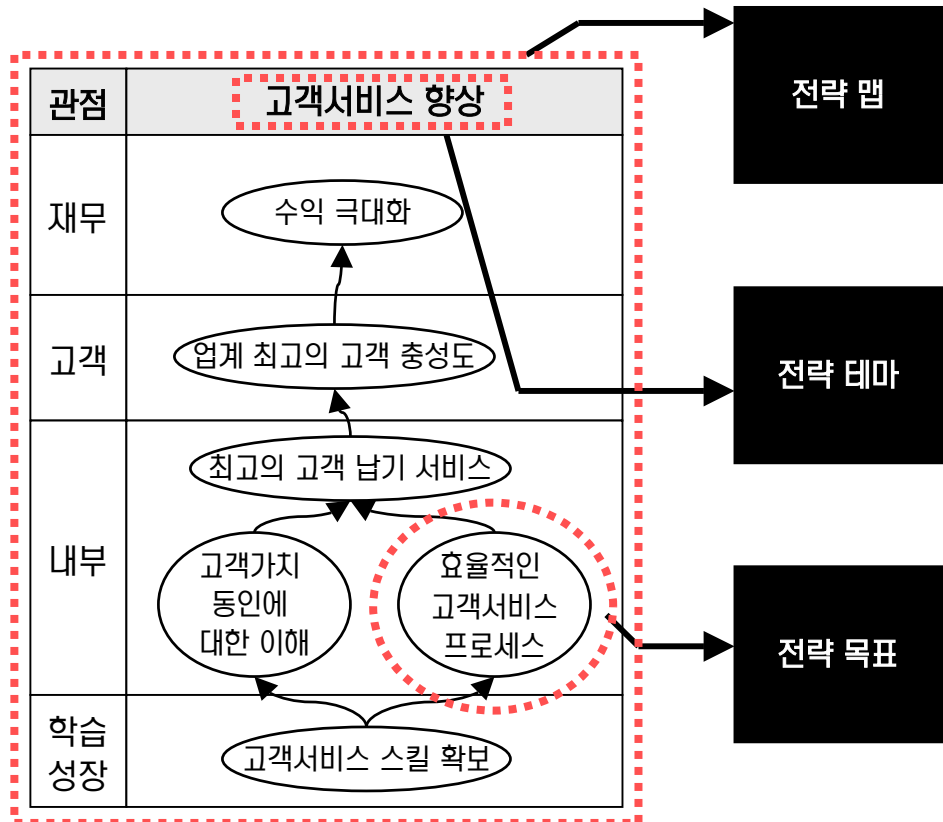 관점
고객서비스 향상
재무
수익 극대화
고객
업계 최고의 고객 충성도
내부
최고의 고객 납기 서비스
고객가치
동인에
대한 이해
효율적인
고객서비스
프로세스
학습
성장
고객서비스 스킬 확보
전략 맵
전략 테마
전략 목표